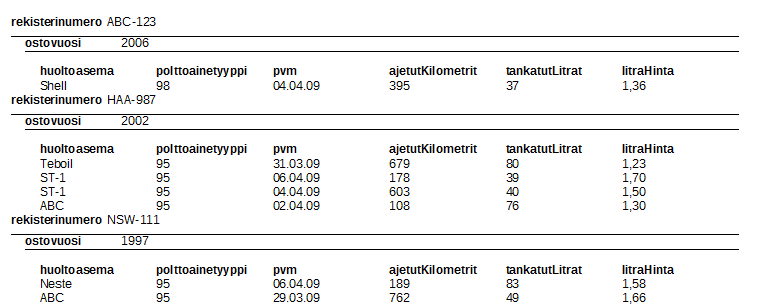 rekisterinumero ABC-123
ostovuosi 2006
huoltoasema polttoainetyyppi pvm ajetutKilometrit tankatutLitrat litraHinta
Shell 98 04.04.09 395 37 1,36
rekisterinumero HAA-987
ostovuosi 2002
huoltoasema polttoainetyyppi pvm ajetutKilometrit tankatutLitrat litraHinta
Teboil 95 31.03.09 679 80 1,23
ST-1 95 06.04.09 178 39 1,70
ST-1 95 04.04.09 603 40 1,50
ABC 95 02.04.09 108 76 1,30
rekisterinumero NSW-111
ostovuosi 1997
huoltoasema polttoainetyyppi pvm ajetutKilometrit tankatutLitrat litraHinta
Neste 95 06.04.09 189 83 1,58
ABC 95 29.03.09 762 49 1,66